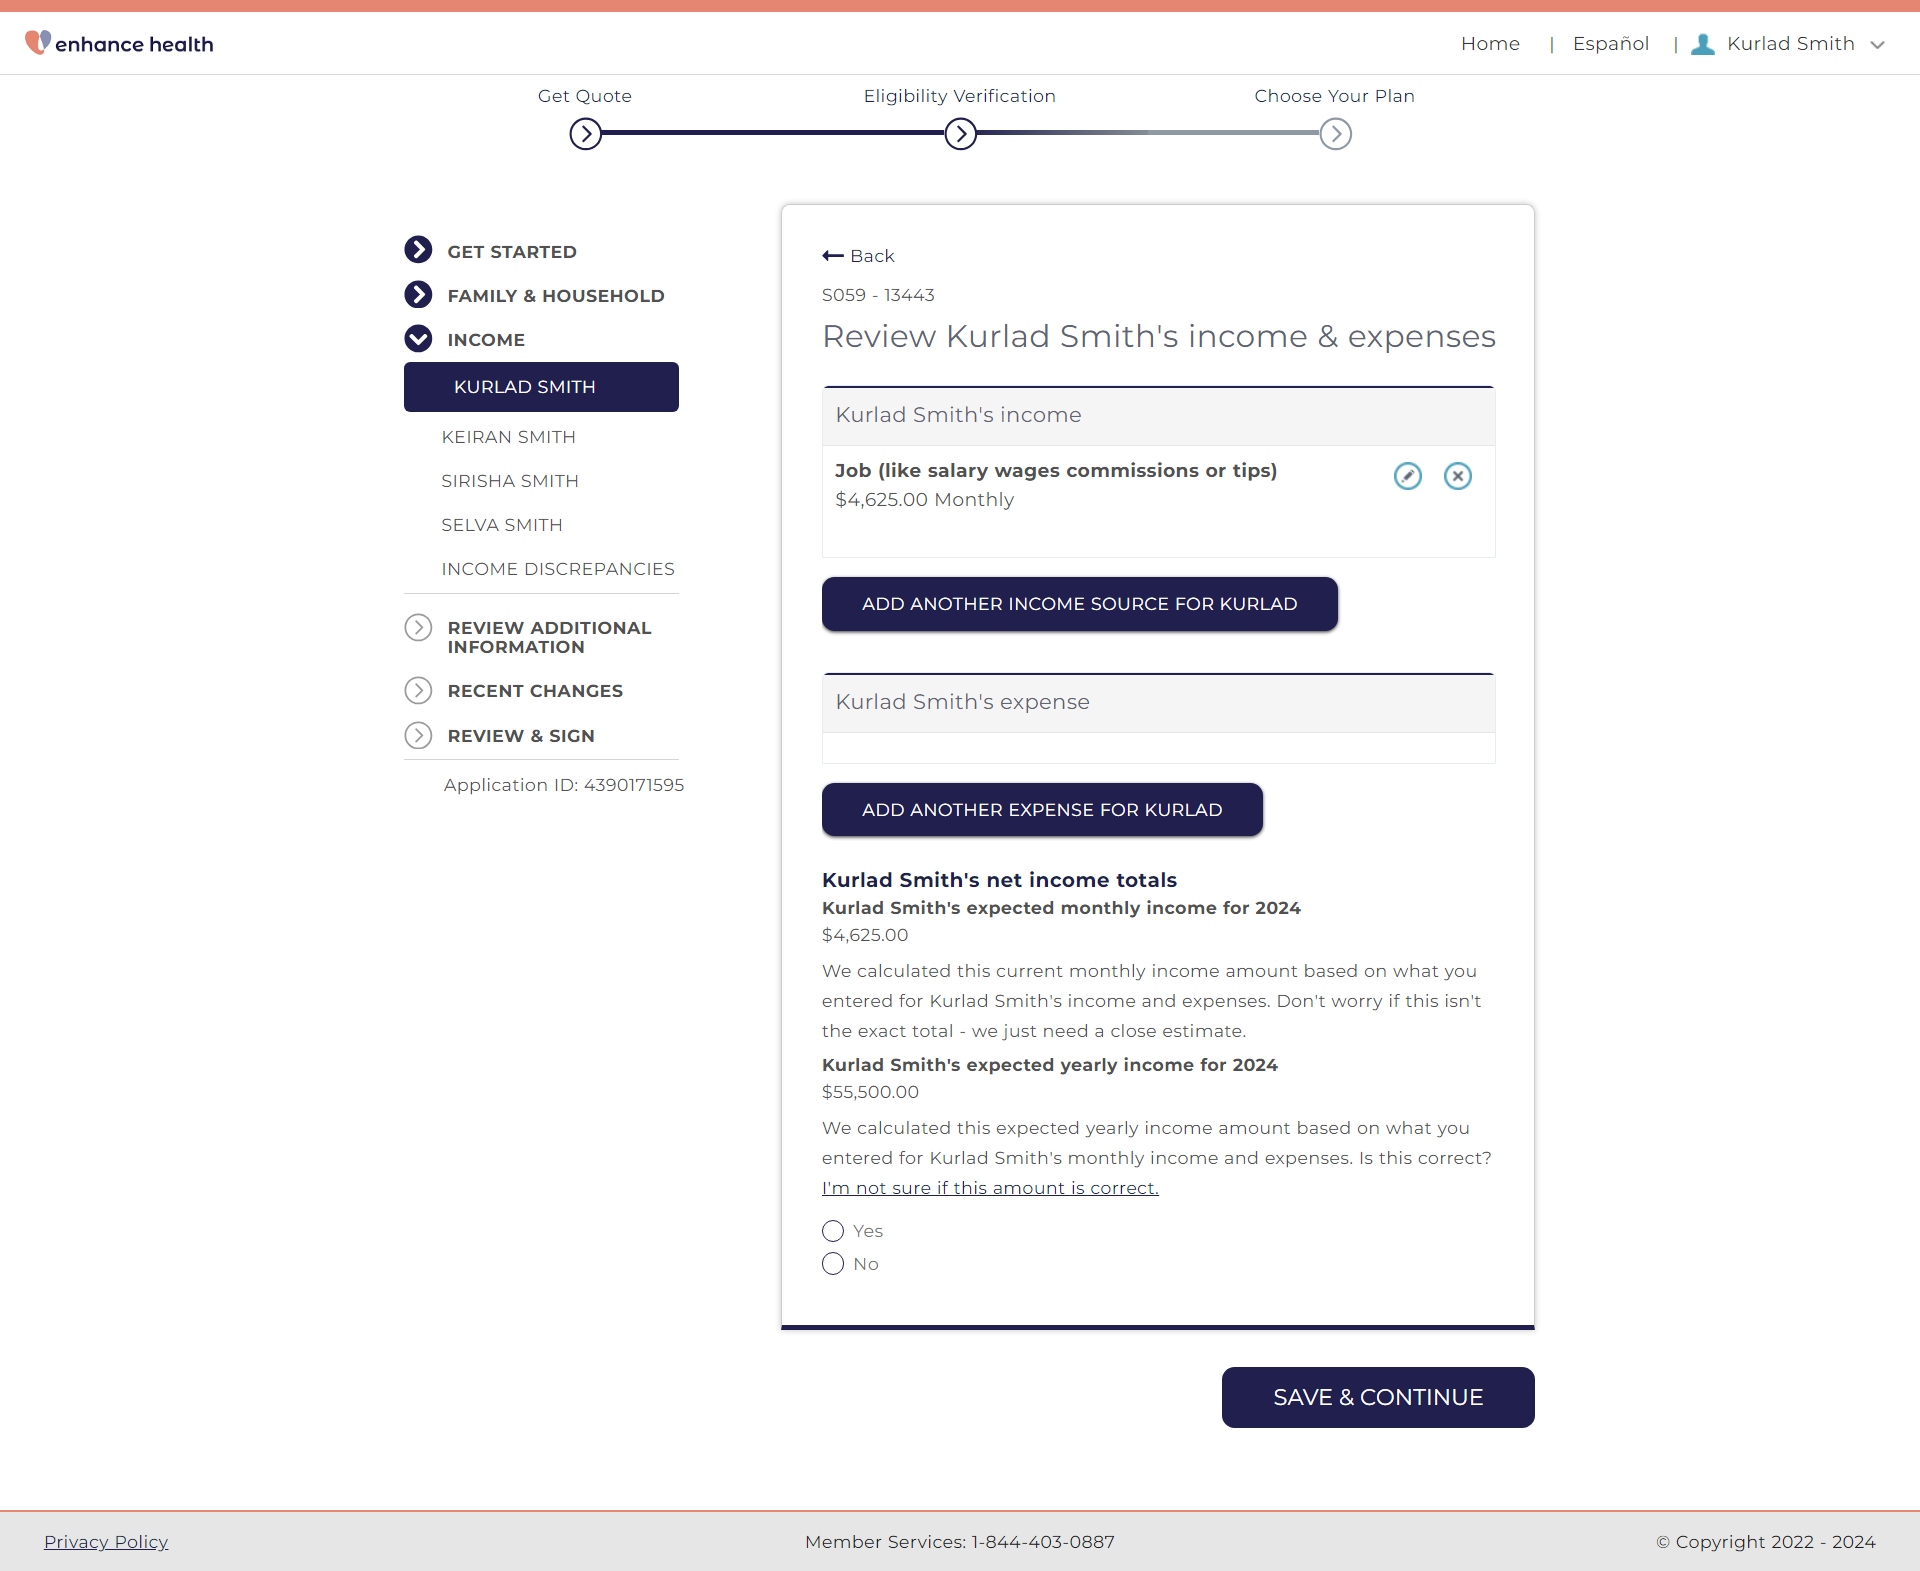 enhance health
Home | Español | Kurlad Smith
Get Quote
Eligibility Verification
Choose Your Plan
GET STARTED
FAMILY & HOUSEHOLD
INCOME
KURLAD SMITH
KEIRAN SMITH
SIRISHA SMITH
SELVA SMITH
INCOME DISCREPANCIES
REVIEW ADDITIONAL
INFORMATION
RECENT CHANGES
REVIEW & SIGN
Application ID: 4390171595
Back
S059 - 13443
Review Kurlad Smith's income & expenses
Kurlad Smith's income
Job (like salary wages commissions or tips)
$4,625.00 Monthly
ADD ANOTHER INCOME SOURCE FOR KURLAD
Kurlad Smith's expense
ADD ANOTHER EXPENSE FOR KURLAD
Kurlad Smith's net income totals
Kurlad Smith's expected monthly income for 2024
$4,625.00
We calculated this current monthly income amount based on what you
entered for Kurlad Smith's income and expenses. Don't worry if this isn't
the exact total - we just need a close estimate.
Kurlad Smith's expected yearly income for 2024
$55,500.00
We calculated this expected yearly income amount based on what you
entered for Kurlad Smith's monthly income and expenses. Is this correct?
I'm not sure if this amount is correct.
Yes
No
SAVE & CONTINUE
Privacy Policy
Member Services: 1-844-403-0887
© Copyright 2022 - 2024